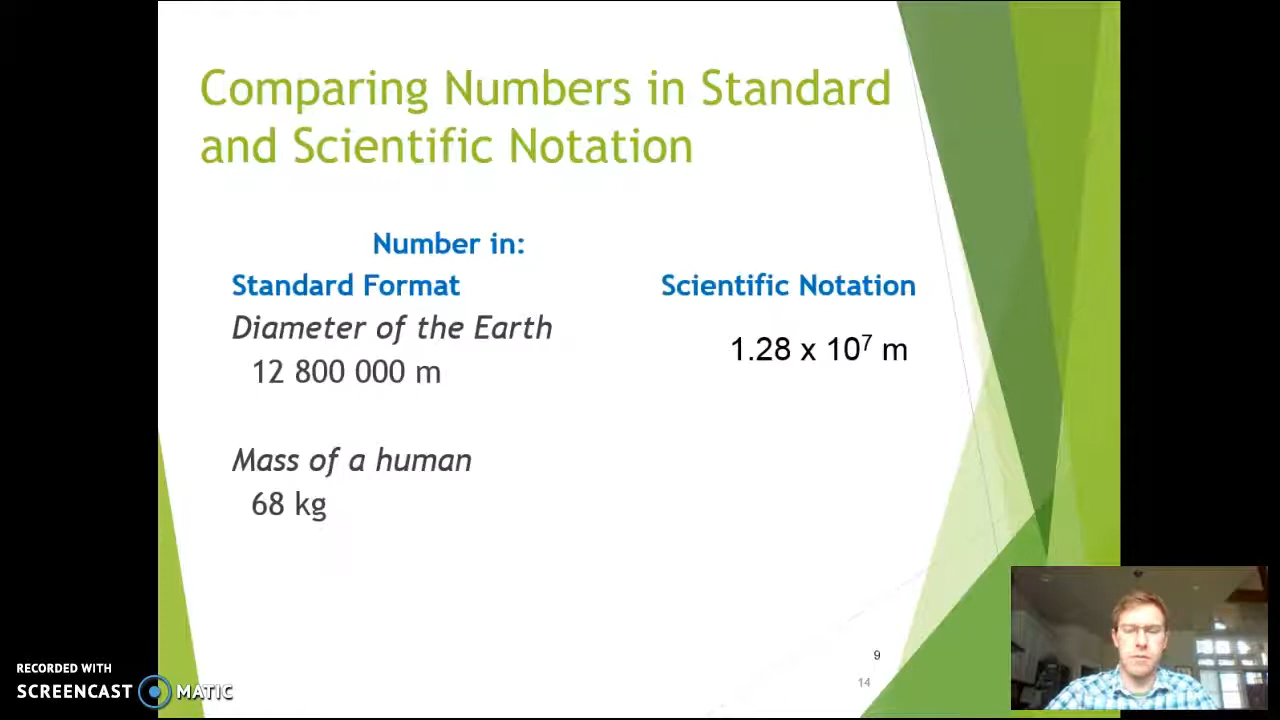 Comparing Numbers in Standard
and Scientific Notation
Number in:
Standard Format
Scientific Notation
Diameter of the Earth
1.28 x 10⁷ m
12 800 000 m
Mass of a human
68 kg
9
14
RECORDED WITH
SCREENCAST MATIC